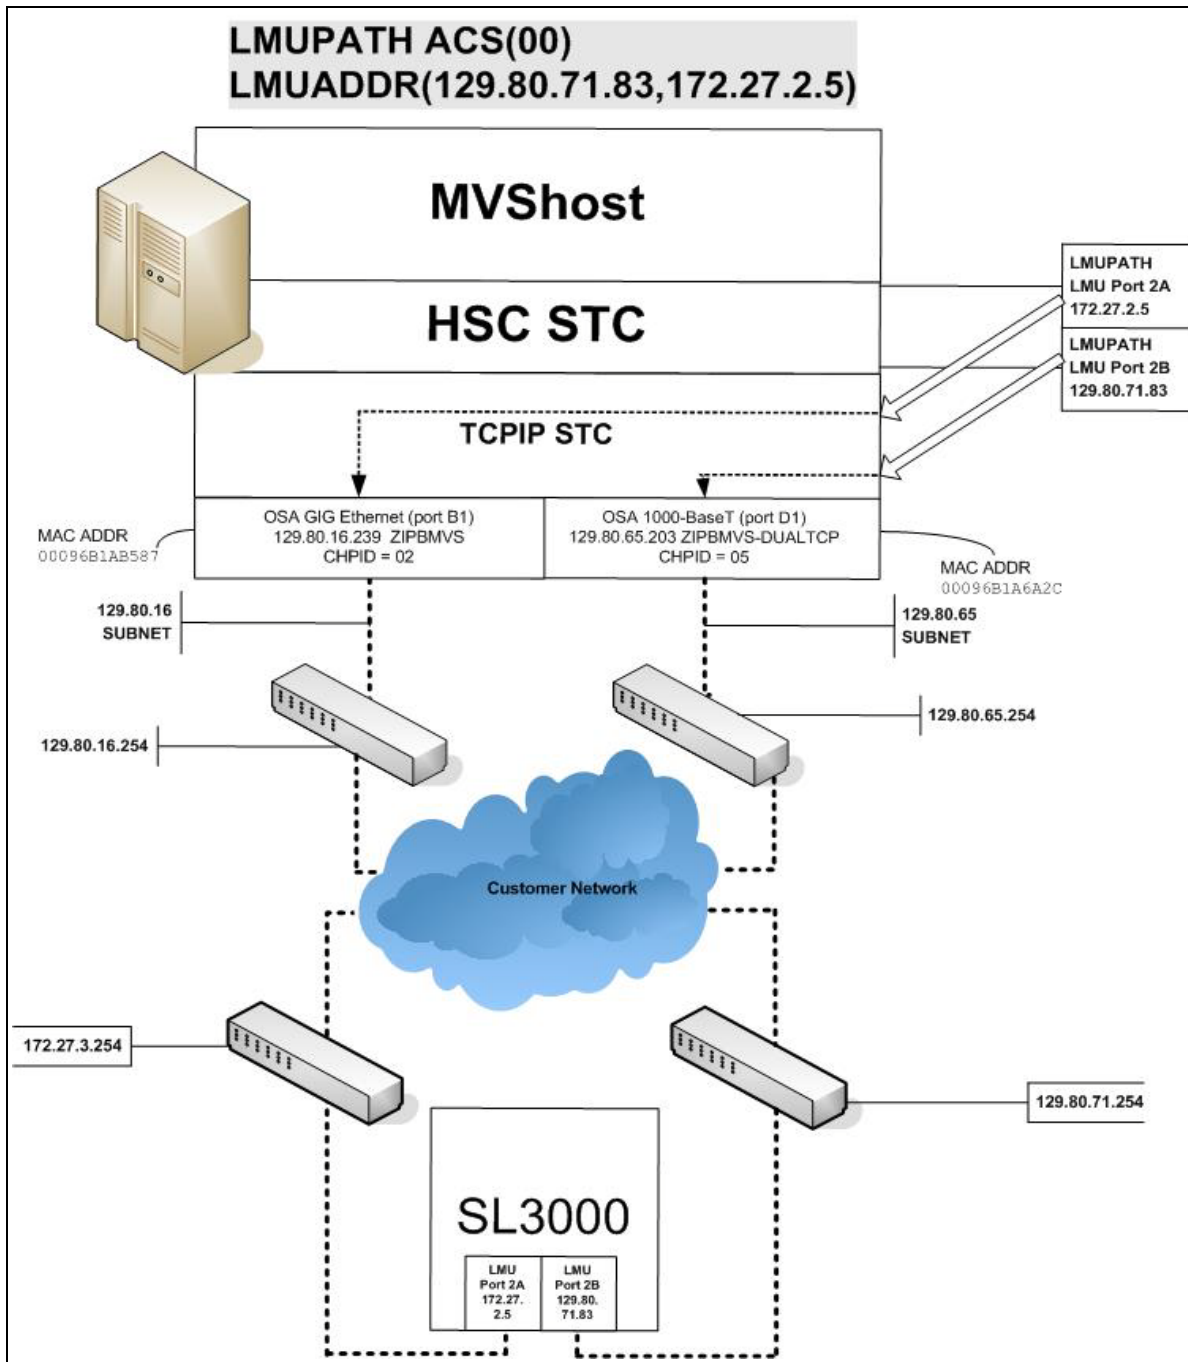 LMUPATH ACS(00)
LMUADDR(129.80.71.83,172.27.2.5)
MVShost
HSC STC
TCPIP STC
LMUPATH
LMU Port 2A
172.27.2.5
LMUPATH
LMU Port 2B
129.80.71.83
OSA GIG Ethernet (port B1)
129.80.16.239 ZIPBMVS
CHPID = 02
OSA 1000-BaseT (port D1)
129.80.65.203 ZIPBMVS-DUALTCP
CHPID = 05
MAC ADDR
00096B1AB587
MAC ADDR
00096B1A6A2C
129.80.16
SUBNET
129.80.65
SUBNET
129.80.16.254
129.80.65.254
Customer Network
172.27.3.254
129.80.71.254
SL3000
LMU
Port 2A
172.27.
2.5
LMU
Port 2B
129.80.
71.83